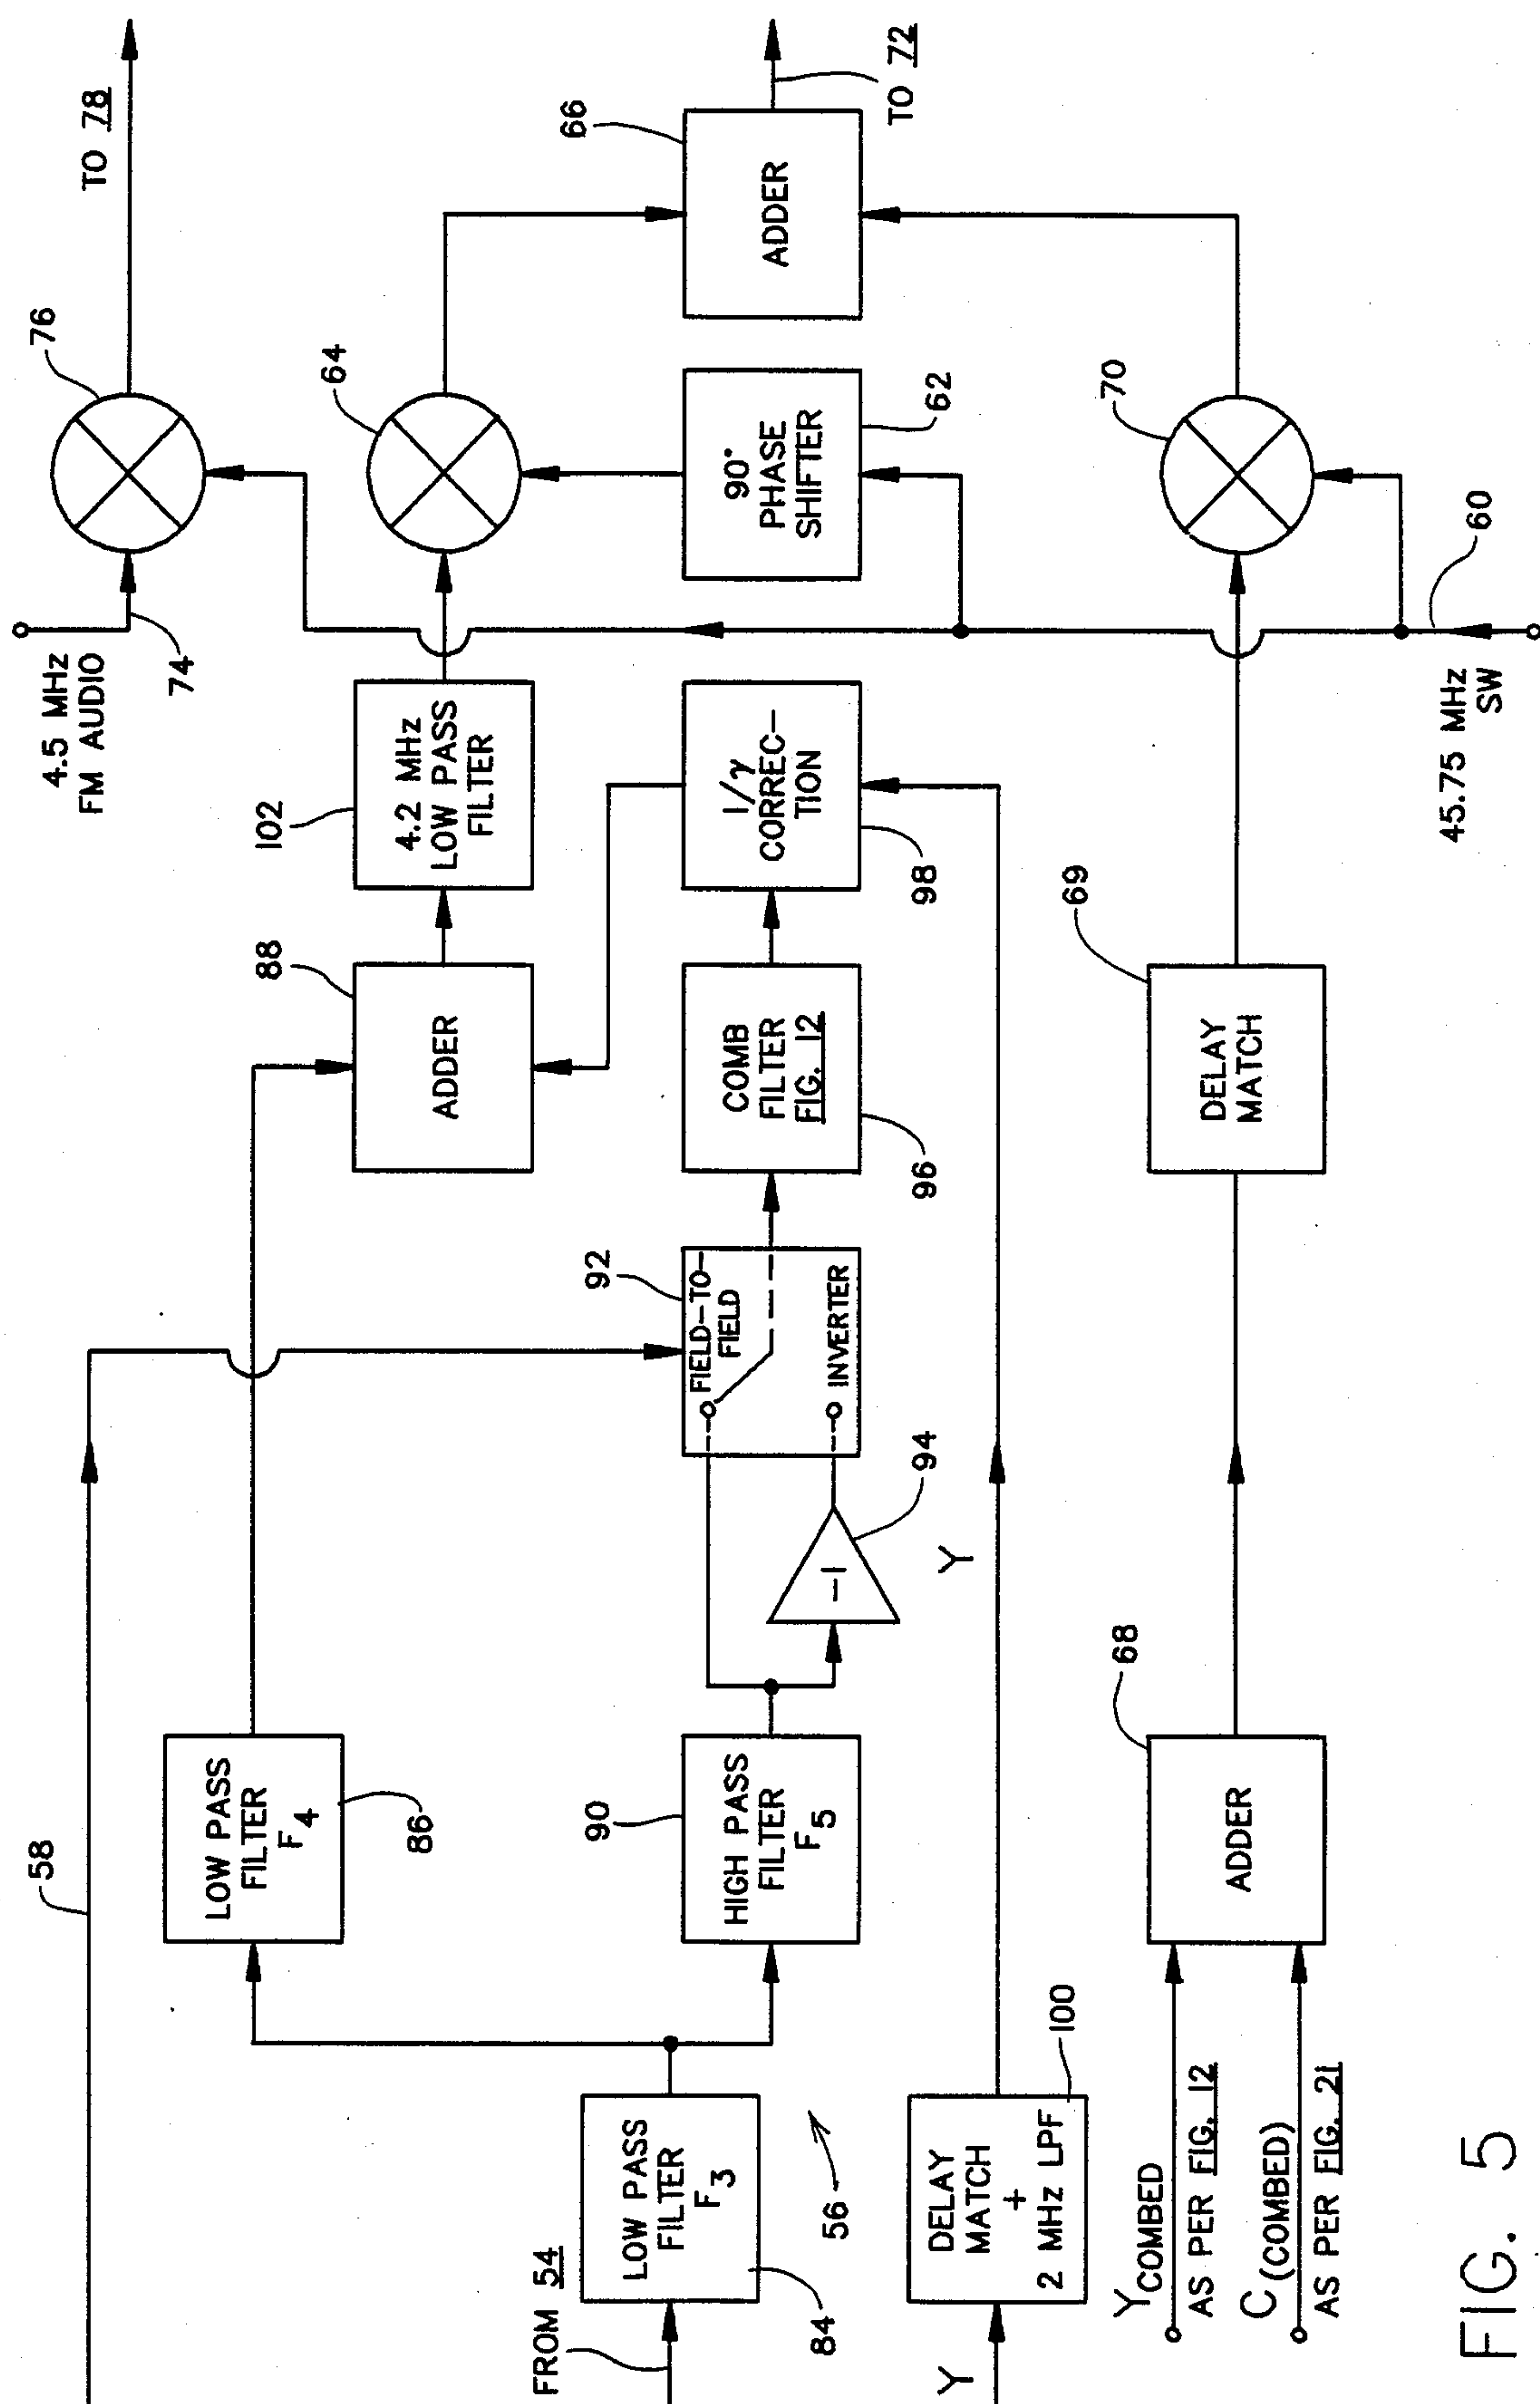 58
FROM 54
LOW PASS
FILTER
F3
84
56
LOW PASS
FILTER
F4
86
HIGH PASS
FILTER
F5
90
-1
94
FIELD-TO-
FIELD
INVERTER
92
COMB
FILTER
FIG. 12
96
1/γ
CORREC-
TION
98
ADDER
88
4.2 MHz
LOW PASS
FILTER
102
4.5 MHz
FM AUDIO
74
76
TO 78
64
90°
PHASE
SHIFTER
62
ADDER
66
TO 72
Y
DELAY
MATCH
+
2 MHz LPF
100
Y
YCOMBED
AS PER FIG. 12
C(COMBED)
AS PER FIG. 21
ADDER
68
DELAY
MATCH
69
70
45.75 MHz
SW
60
FIG. 5